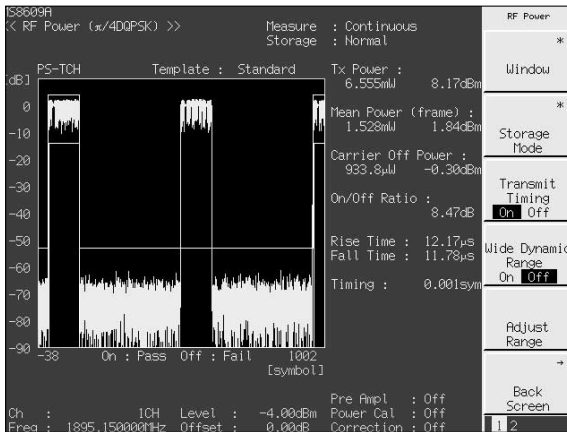 MS8609A
<< RF Power (π/4DQPSK) >>
Measure : Continuous
Storage : Normal
PS-TCH Template : Standard
[dB]
0
-10
-20
-30
-40
-50
-60
-70
-80
-90
-38 On : Pass Off : Fail 1002
[symbol]
Tx Power :
6.555mW 8.17dBm
Mean Power (frame) :
1.528mW 1.84dBm
Carrier Off Power :
933.8μW -0.30dBm
On/Off Ratio :
8.47dB
Rise Time : 12.17μs
Fall Time : 11.78μs
Timing : 0.001sym
Pre Ampl : Off
Ch : 1CH Level : -4.00dBm Power Cal : Off
Freq : 1895.150000MHz Offset : 0.00dB Correction : Off
RF Power
*
Window
*
Storage
Mode
Transmit
Timing
On Off
Wide Dynamic
Range
On Off
Adjust
Range
→
Back
Screen
1 2